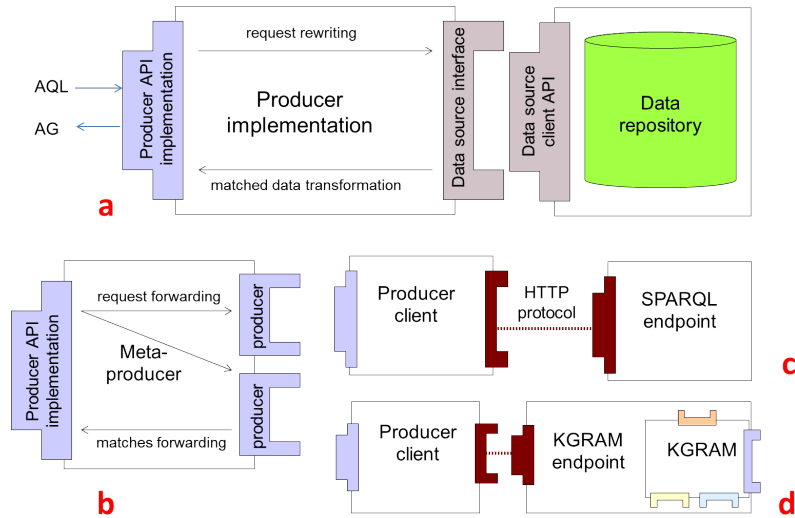 AQL
AG
Producer API
implementation
request rewriting
Producer
implementation
matched data transformation
Data source interface
Data source
client API
Data
repository
a
Producer API
implementation
request forwarding
Meta-
producer
matches forwarding
producer
producer
b
Producer
client
HTTP
protocol
SPARQL
endpoint
c
Producer
client
KGRAM
endpoint
KGRAM
d